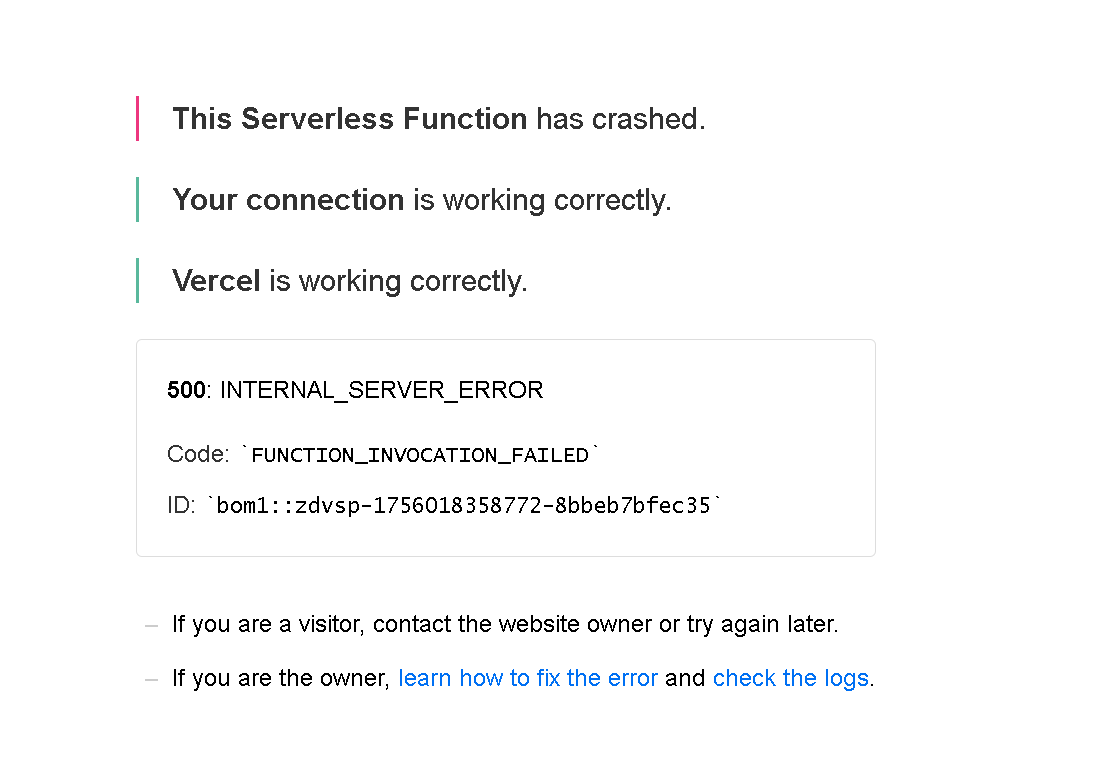 This Serverless Function has crashed.
Your connection is working correctly.
Vercel is working correctly.
500: INTERNAL_SERVER_ERROR
Code: `FUNCTION_INVOCATION_FAILED`
ID: `bom1::zdvsp-1756018358772-8bbeb7bfec35`
– If you are a visitor, contact the website owner or try again later.
– If you are the owner, learn how to fix the error and check the logs.